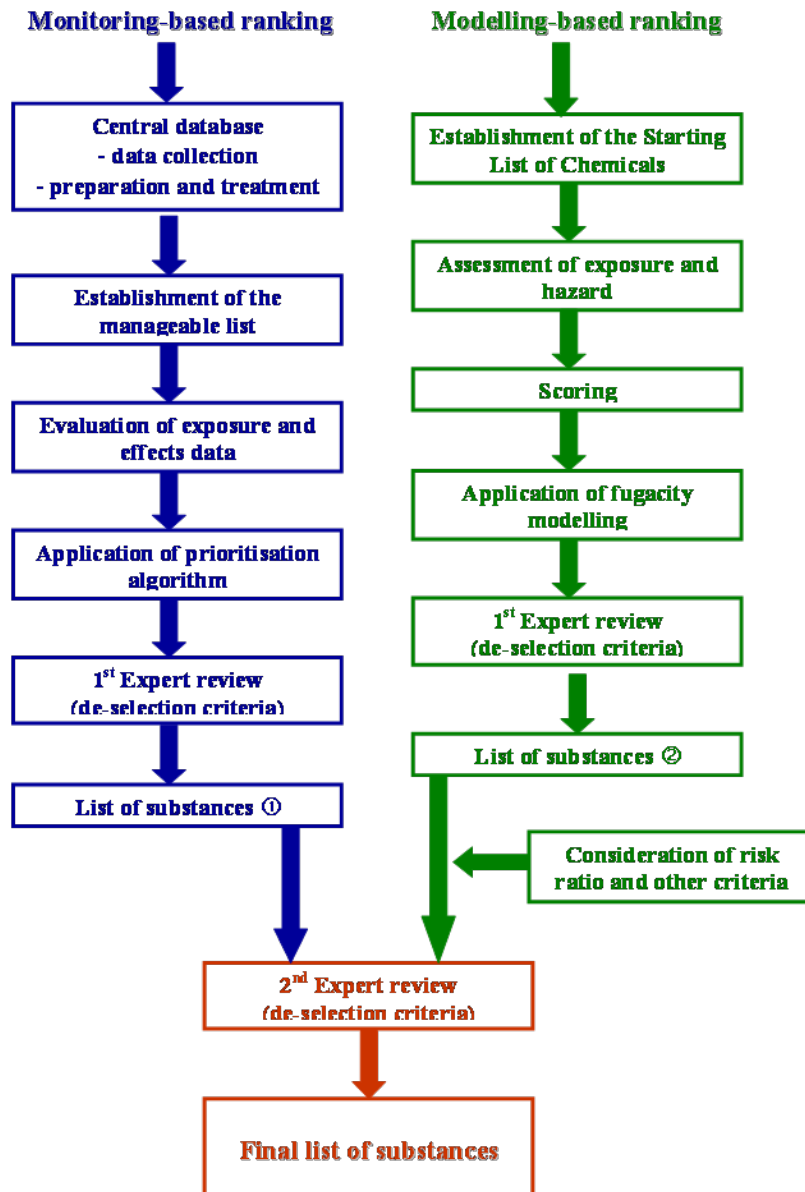 Monitoring-based ranking
Central database
- data collection
- preparation and treatment
Establishment of the
manageable list
Evaluation of exposure and
effects data
Application of prioritisation
algorithm
1st Expert review
(de-selection criteria)
List of substances ①
Modelling-based ranking
Establishment of the Starting
List of Chemicals
Assessment of exposure and
hazard
Scoring
Application of fugacity
modelling
1st Expert review
(de-selection criteria)
List of substances ②
Consideration of risk
ratio and other criteria
2nd Expert review
(de-selection criteria)
Final list of substances